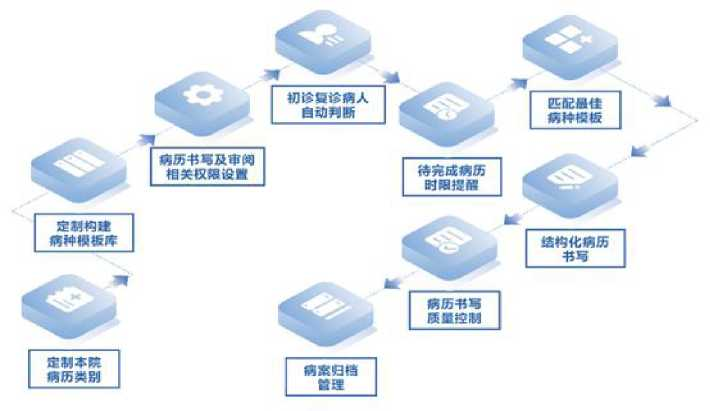 初诊复诊病人
自动判断
匹配最佳
病种模板
病历书写及审阅
相关权限设置
待完成病历
时限提醒
定制构建
病种模板库
结构化病历
书写
病历书写
质量控制
定制本院
病历类别
病案归档
管理